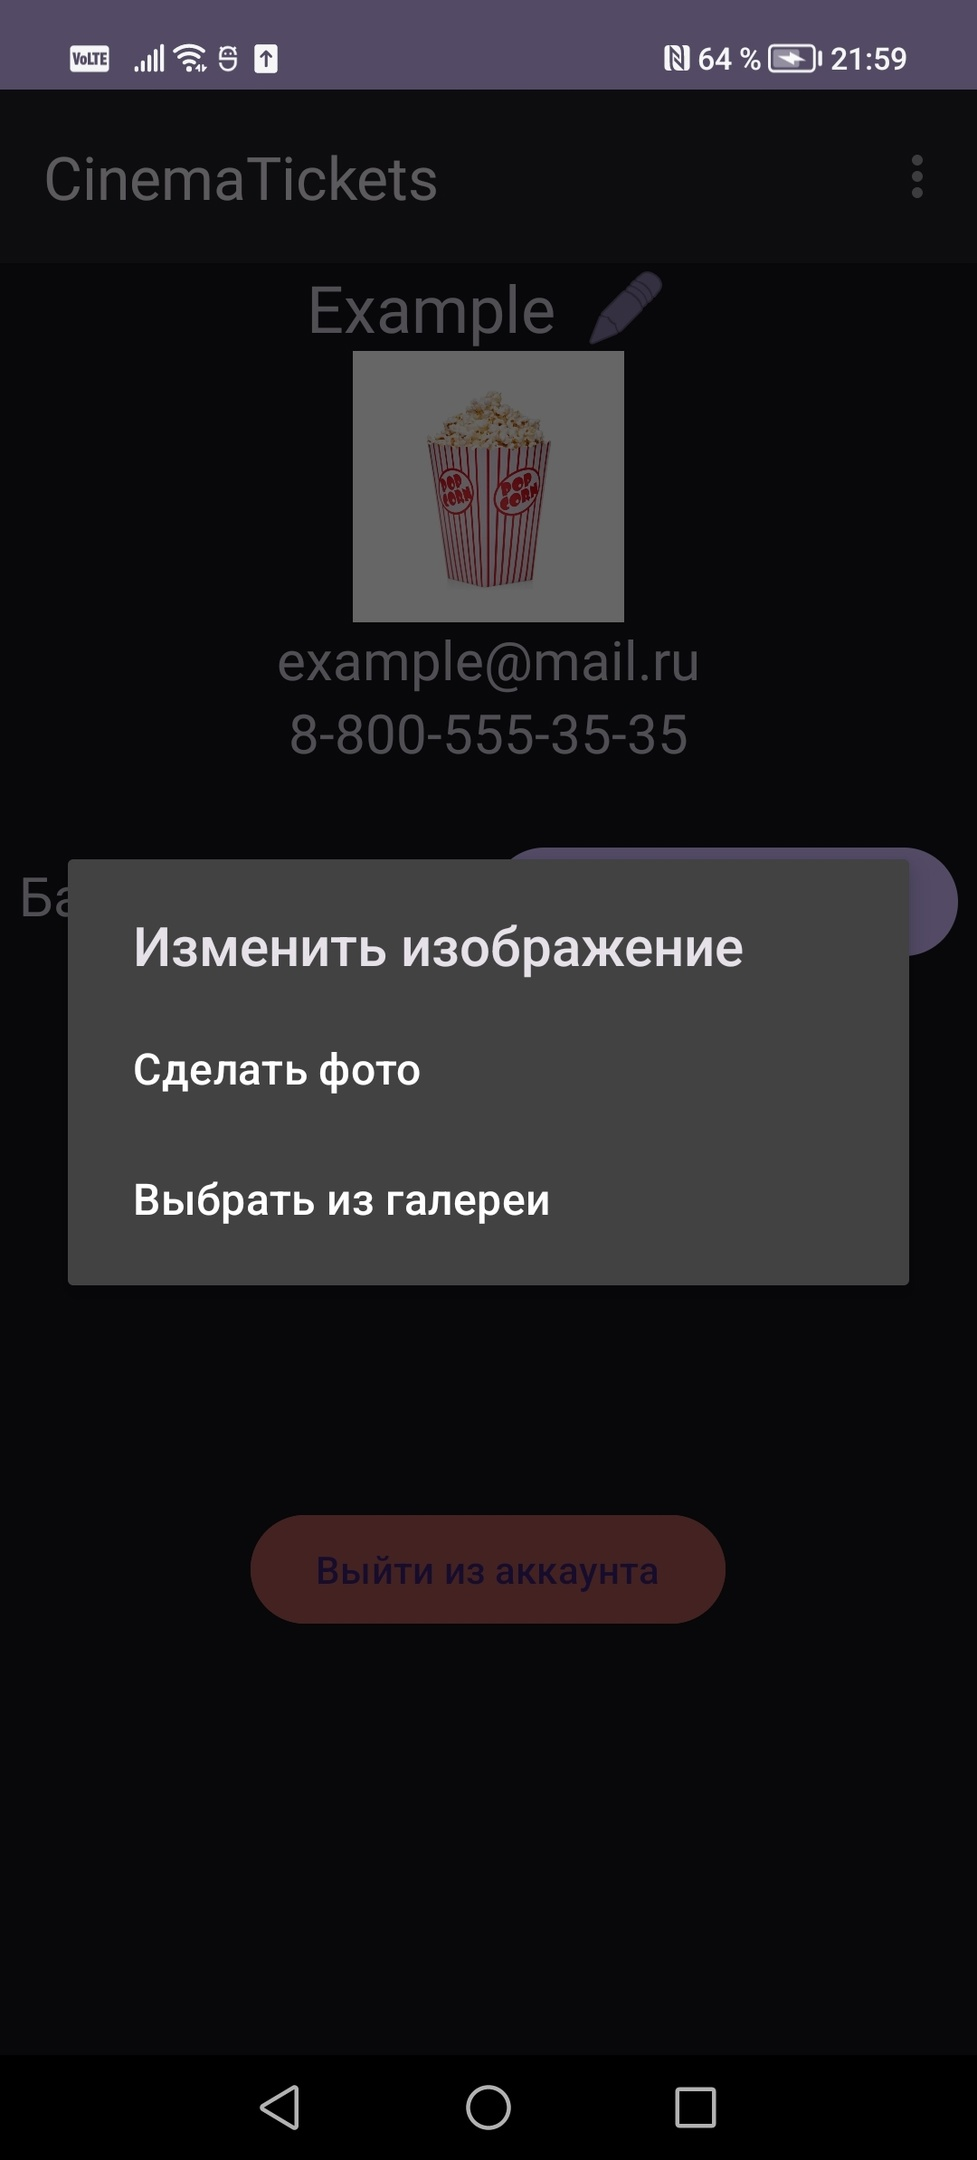 VoLTE 64 % 21:59
CinemaTickets
Example
POP CORN POP CORN
example@mail.ru
8-800-555-35-35
Изменить изображение
Сделать фото
Выбрать из галереи
Выйти из аккаунта